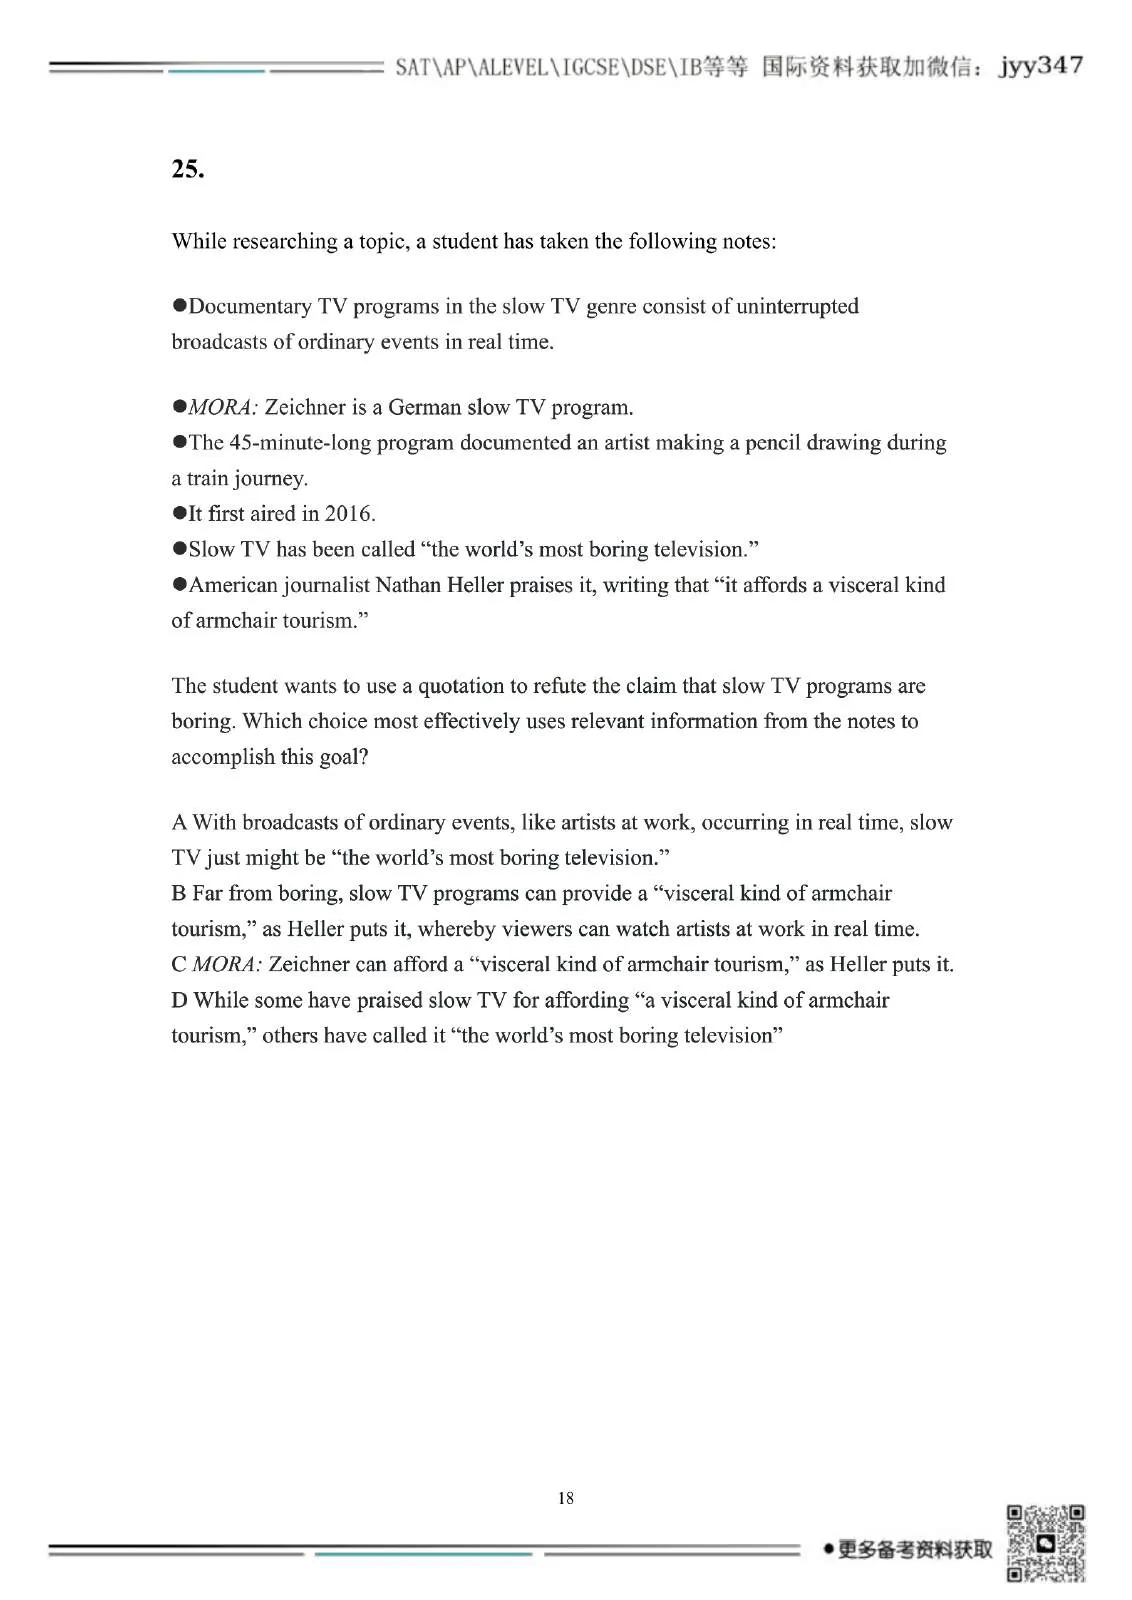 SAT\AP\ALEVEL\IGCSE\DSE\IB等等 国际资料获取加微信：jyy347
25.
While researching a topic, a student has taken the following notes:
●Documentary TV programs in the slow TV genre consist of uninterrupted
broadcasts of ordinary events in real time.
●MORA: Zeichner is a German slow TV program.
●The 45-minute-long program documented an artist making a pencil drawing during
a train journey.
●It first aired in 2016.
●Slow TV has been called “the world’s most boring television.”
●American journalist Nathan Heller praises it, writing that “it affords a visceral kind
of armchair tourism.”
The student wants to use a quotation to refute the claim that slow TV programs are
boring. Which choice most effectively uses relevant information from the notes to
accomplish this goal?
A With broadcasts of ordinary events, like artists at work, occurring in real time, slow
TV just might be “the world’s most boring television.”
B Far from boring, slow TV programs can provide a “visceral kind of armchair
tourism,” as Heller puts it, whereby viewers can watch artists at work in real time.
C MORA: Zeichner can afford a “visceral kind of armchair tourism,” as Heller puts it.
D While some have praised slow TV for affording “a visceral kind of armchair
tourism,” others have called it “the world’s most boring television”
18
●更多备考资料获取